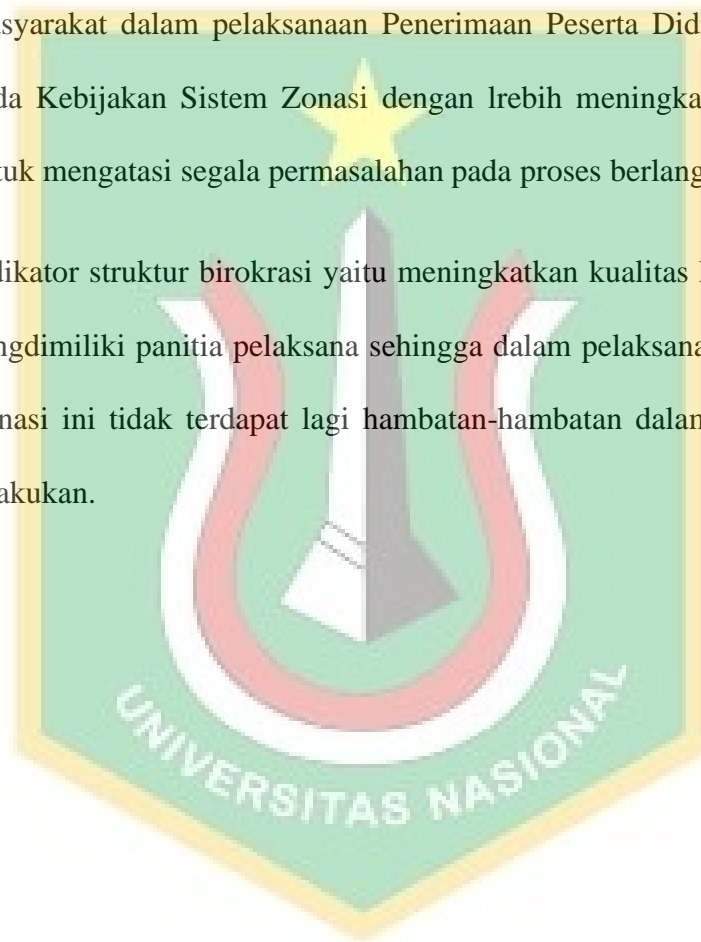 syarakat dalam pelaksanaan Penerimaan Peserta Did
da Kebijakan Sistem Zonasi dengan lrebih meningka
tuk mengatasi segala permasalahan pada proses berlang
dikator struktur birokrasi yaitu meningkatkan kualitas
ngdimiliki panitia pelaksana sehingga dalam pelaksana
nasi ini tidak terdapat lagi hambatan-hambatan dalam
akukan.
UNIVERSITAS NASIONAL